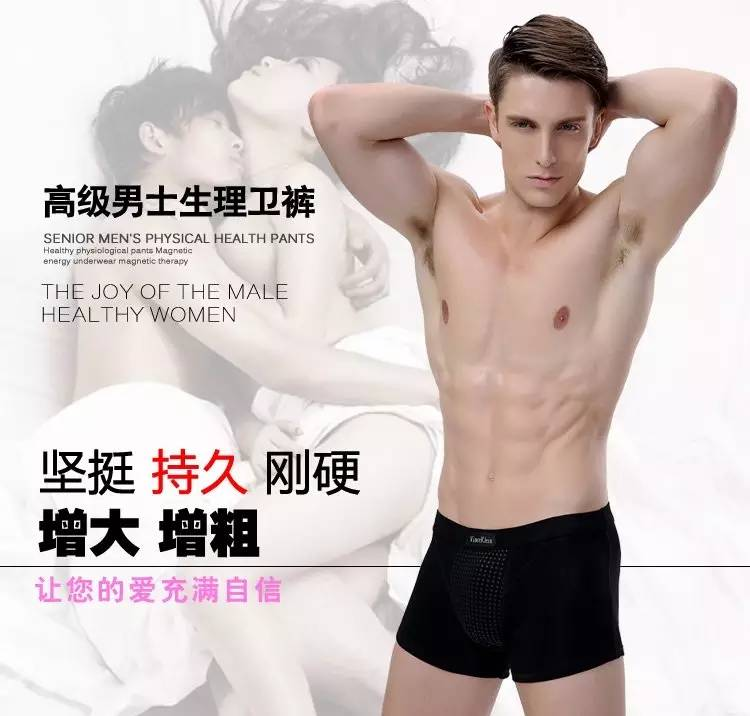 高级男士生理卫裤
SENIOR MEN'S PHYSICAL HEALTH PANTS
Healthy physiological pants Magnetic
energy underwear magnetic therapy
THE JOY OF THE MALE
HEALTHY WOMEN
坚挺 持久 刚硬
增大 增粗
让您的爱充满自信